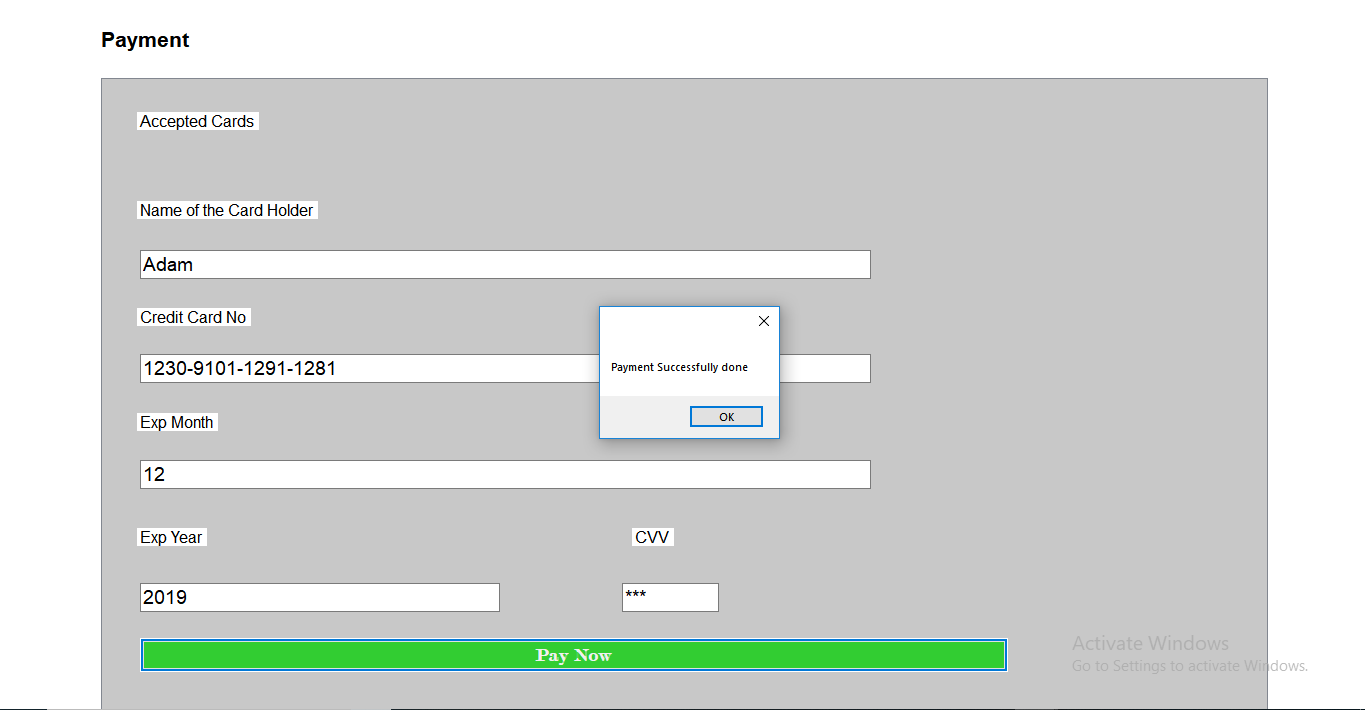 Payment
Accepted Cards
Name of the Card Holder
Adam
Credit Card No
1230-9101-1291-1281
Payment Successfully done
OK
Exp Month
12
Exp Year
CVV
2019
***
Pay Now
Activate Windows
Go to Settings to activate Windows.